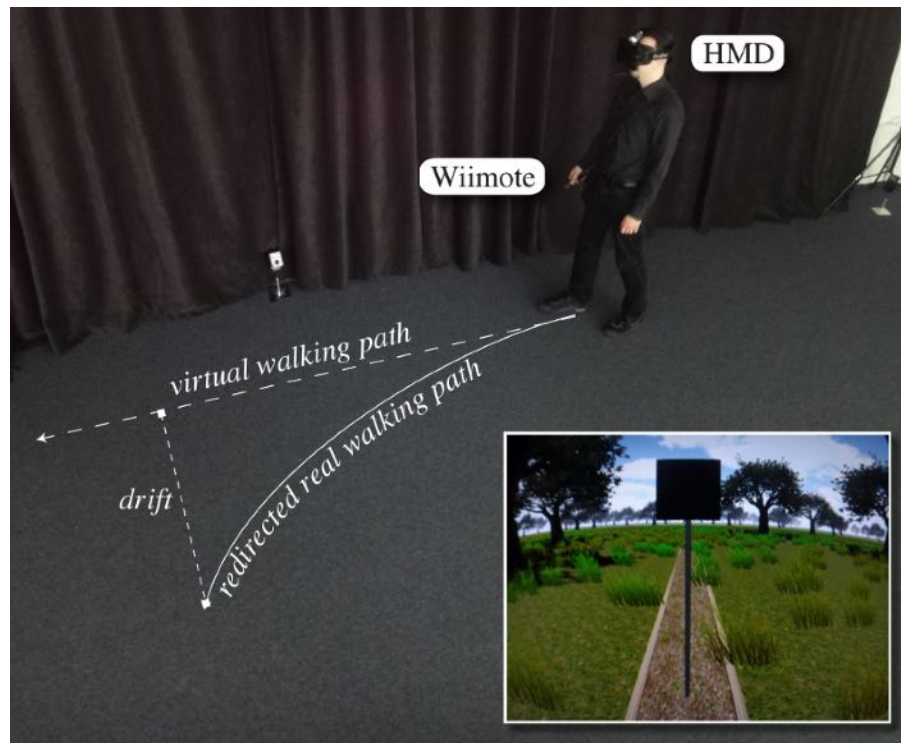 HMD
Wiimote
virtual walking path
redirected real walking path
drift